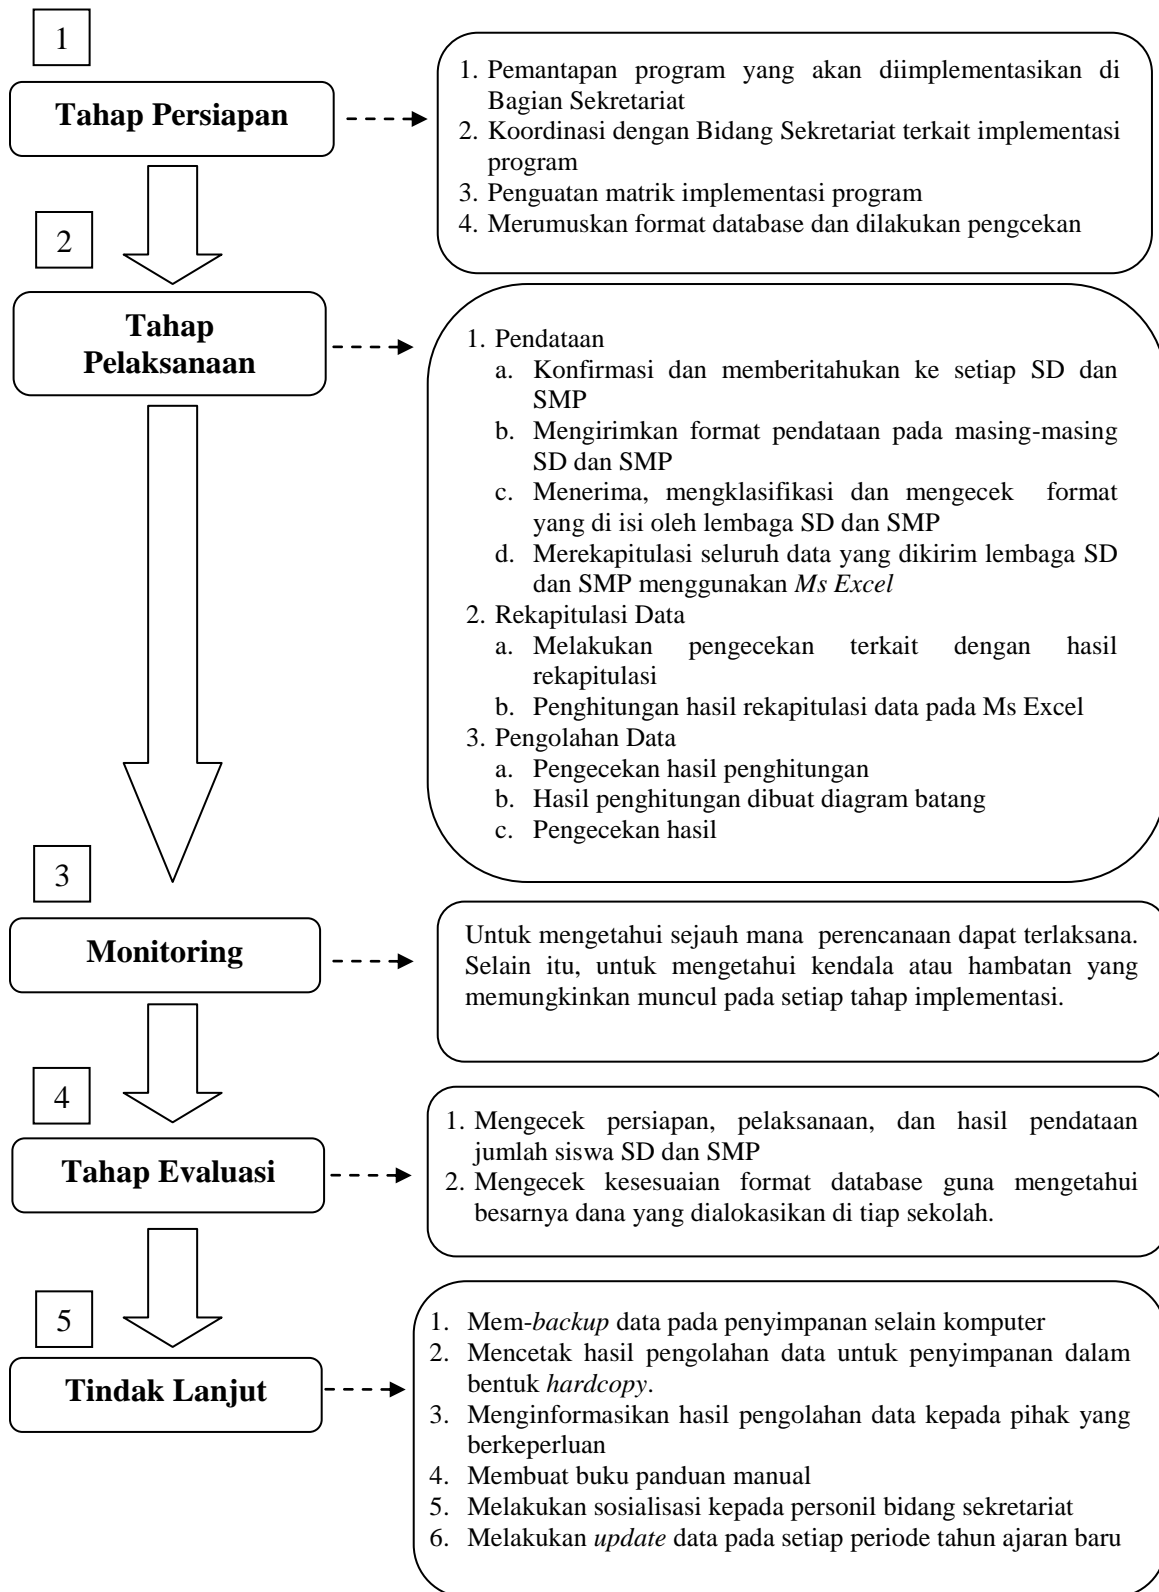 1
Tahap Persiapan
1. Pemantapan program yang akan diimplementasikan di
Bagian Sekretariat
2. Koordinasi dengan Bidang Sekretariat terkait implementasi
program
3. Penguatan matrik implementasi program
4. Merumuskan format database dan dilakukan pengcekan
2
Tahap
Pelaksanaan
1. Pendataan
a. Konfirmasi dan memberitahukan ke setiap SD dan
SMP
b. Mengirimkan format pendataan pada masing-masing
SD dan SMP
c. Menerima, mengklasifikasi dan mengecek format
yang di isi oleh lembaga SD dan SMP
d. Merekapitulasi seluruh data yang dikirim lembaga SD
dan SMP menggunakan Ms Excel
2. Rekapitulasi Data
a. Melakukan pengecekan terkait dengan hasil
rekapitulasi
b. Penghitungan hasil rekapitulasi data pada Ms Excel
3. Pengolahan Data
a. Pengecekan hasil penghitungan
b. Hasil penghitungan dibuat diagram batang
c. Pengecekan hasil
3
Monitoring
Untuk mengetahui sejauh mana perencanaan dapat terlaksana.
Selain itu, untuk mengetahui kendala atau hambatan yang
memungkinkan muncul pada setiap tahap implementasi.
4
Tahap Evaluasi
1. Mengecek persiapan, pelaksanaan, dan hasil pendataan
jumlah siswa SD dan SMP
2. Mengecek kesesuaian format database guna mengetahui
besarnya dana yang dialokasikan di tiap sekolah.
5
Tindak Lanjut
1. Mem-backup data pada penyimpanan selain komputer
2. Mencetak hasil pengolahan data untuk penyimpanan dalam
bentuk hardcopy.
3. Menginformasikan hasil pengolahan data kepada pihak yang
berkeperluan
4. Membuat buku panduan manual
5. Melakukan sosialisasi kepada personil bidang sekretariat
6. Melakukan update data pada setiap periode tahun ajaran baru